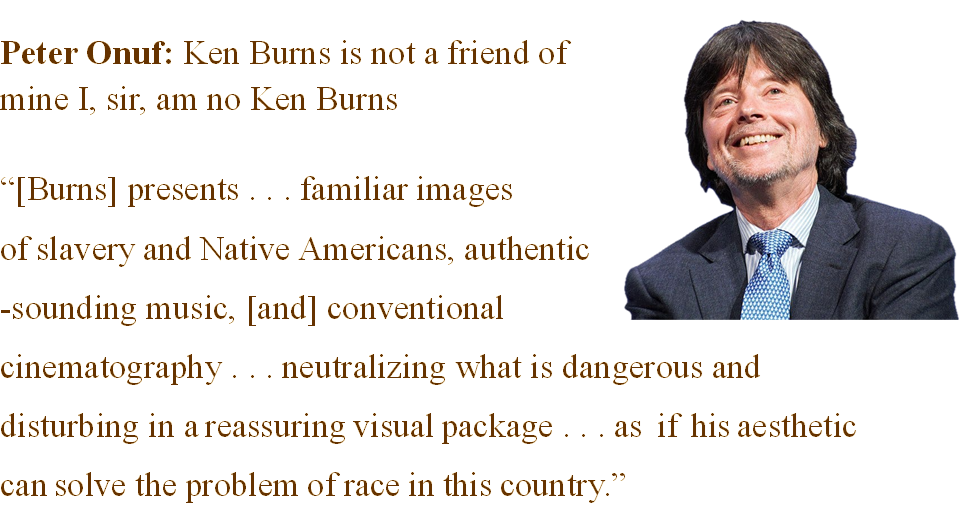 Peter Onuf: Ken Burns is not a friend of
mine I, sir, am no Ken Burns
“[Burns] presents . . . familiar images
of slavery and Native Americans, authentic
-sounding music, [and] conventional
cinematography . . . neutralizing what is dangerous and
disturbing in a reassuring visual package . . . as if his aesthetic
can solve the problem of race in this country.”